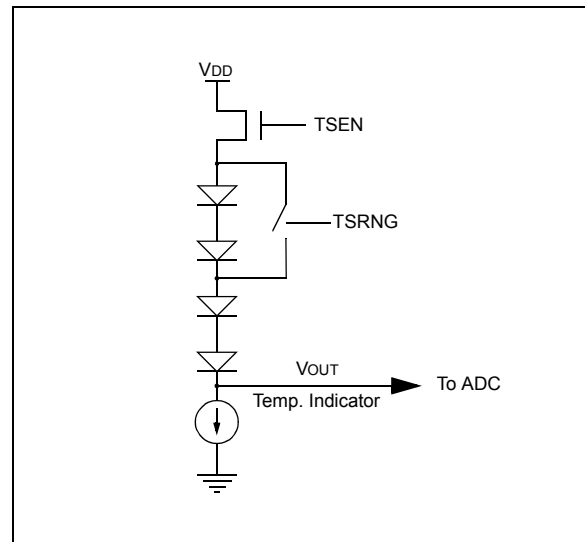 VDD
TSEN
TSRNG
VOUT
To ADC
Temp. Indicator